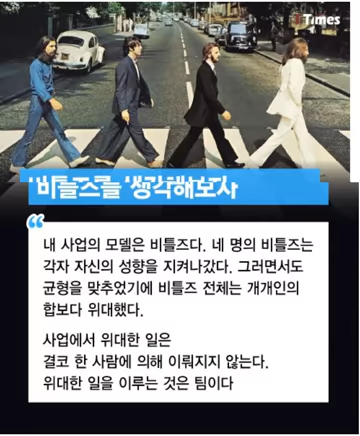 Times
비틀즈를 생각해보자
내 사업의 모델은 비틀즈다. 네 명의 비틀즈는
각자 자신의 성향을 지켜나갔다. 그러면서도
균형을 맞추었기에 비틀즈 전체는 개개인의
합보다 위대했다.
사업에서 위대한 일은
결코 한 사람에 의해 이뤄지지 않는다.
위대한 일을 이루는 것은 팀이다